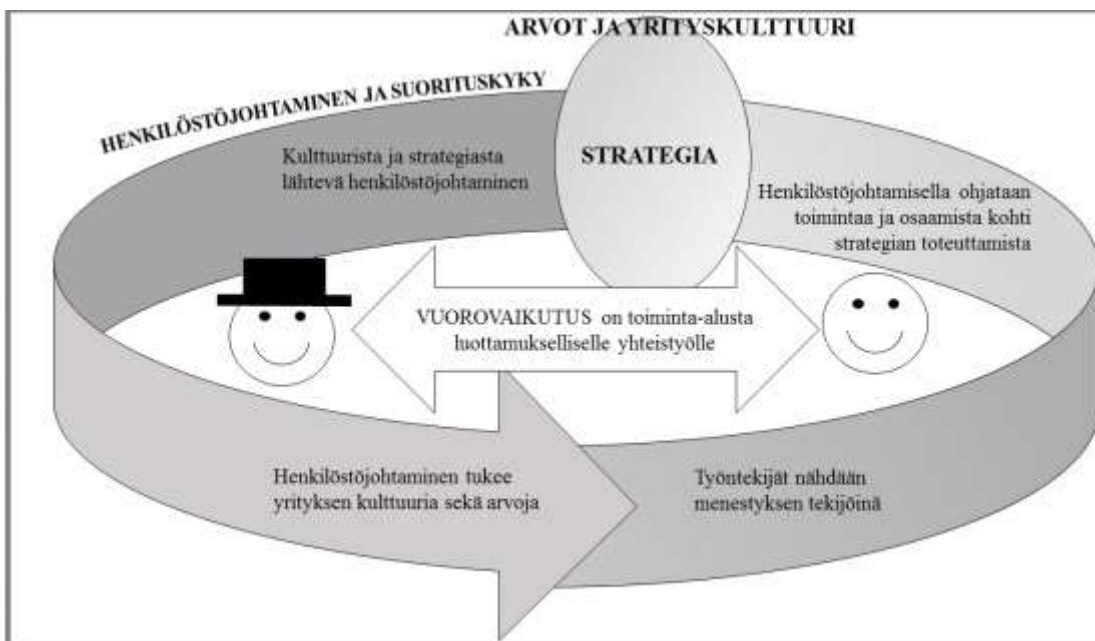 ARVOT JA YRITYSKULTTUURI
HENKILÖSTÖJOHTAMINEN JA SUORITUSKYKY
Kulttuurista ja strategiasta
lähtevä henkilöstöjohtaminen
STRATEGIA
Henkilöstöjohtamisella ohjataan
toimintaa ja osaamista kohti
strategian toteuttamista
VUOROVAIKUTUS on toiminta-alusta
luottamukselliselle yhteistyölle
Henkilöstöjohtaminen tukee
yrityksen kulttuuria sekä arvoja
Työntekijät nähdään
menestyksen tekijöinä